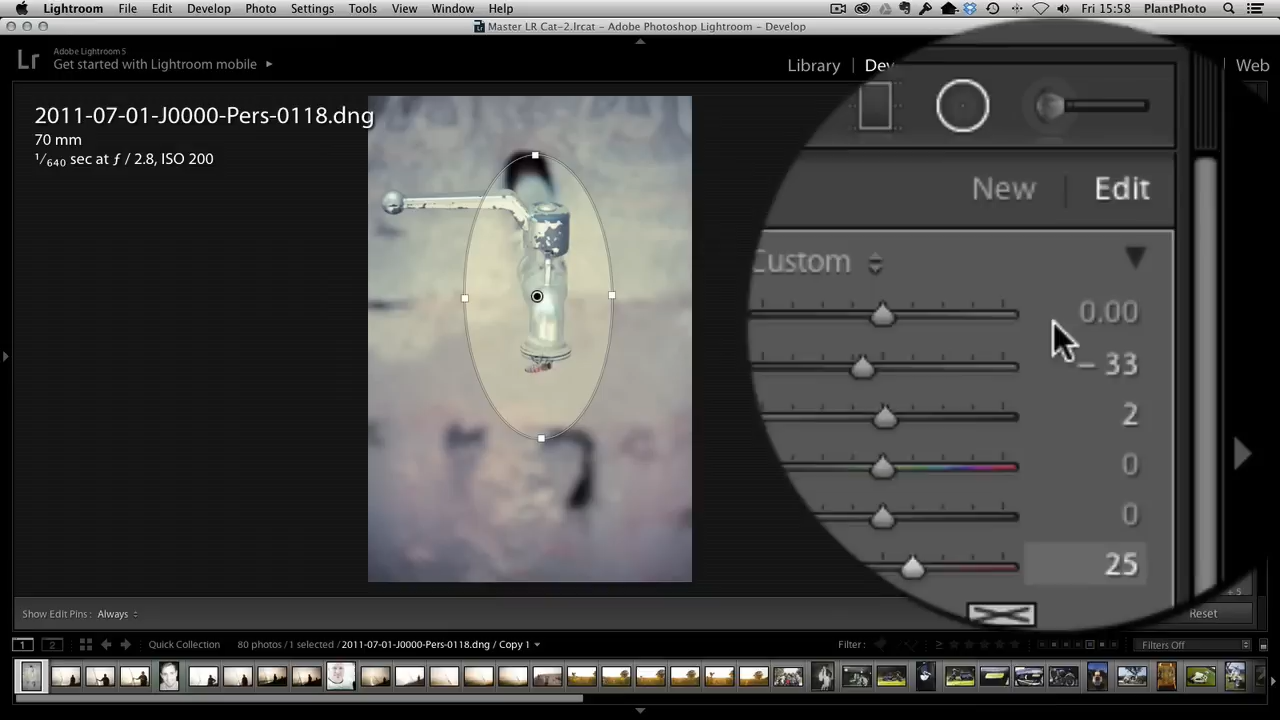 Lightroom File Edit Develop Photo Settings Tools View Window Help Fri 15:58 PlantPhoto
Master LR Cat-2.lrcat - Adobe Photoshop Lightroom - Develop
Lr Adobe Lightroom 5
Get started with Lightroom mobile
Library | Dev Web
2011-07-01-J0000-Pers-0118.dng
70 mm
1/640 sec at ƒ / 2.8, ISO 200
New Edit
Custom
0.00
– 33
2
0
0
25
Show Edit Pins: Always
Reset
1 2 Quick Collection 80 photos / 1 selected / 2011-07-01-J0000-Pers-0118.dng / Copy 1 Filter: Filters Off